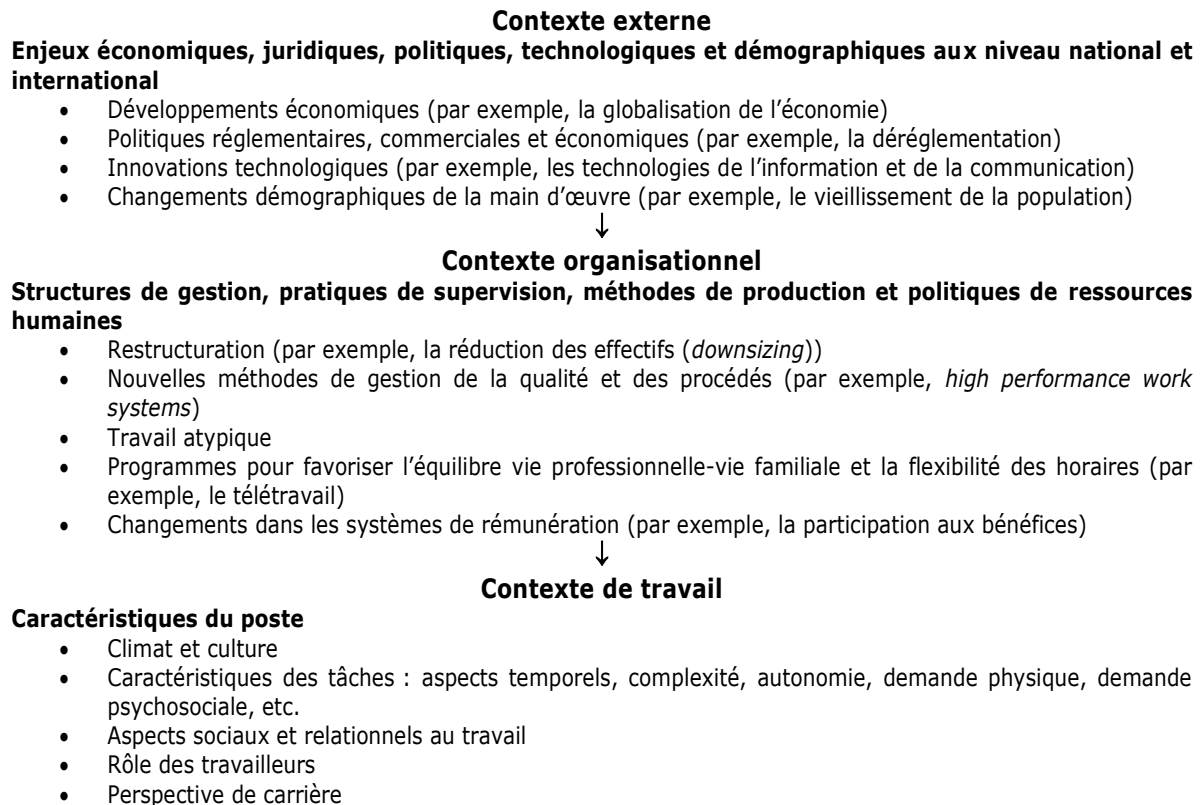 Contexte externe
Enjeux économiques, juridiques, politiques, technologiques et démographiques aux niveau national et
international
• Développements économiques (par exemple, la globalisation de l'économie)
• Politiques réglementaires, commerciales et économiques (par exemple, la déréglementation)
• Innovations technologiques (par exemple, les technologies de l'information et de la communication)
• Changements démographiques de la main d'œuvre (par exemple, le vieillissement de la population)
↓
Contexte organisationnel
Structures de gestion, pratiques de supervision, méthodes de production et politiques de ressources
humaines
• Restructuration (par exemple, la réduction des effectifs (downsizing))
• Nouvelles méthodes de gestion de la qualité et des procédés (par exemple, high performance work
systems)
• Travail atypique
• Programmes pour favoriser l'équilibre vie professionnelle-vie familiale et la flexibilité des horaires (par
exemple, le télétravail)
• Changements dans les systèmes de rémunération (par exemple, la participation aux bénéfices)
↓
Contexte de travail
Caractéristiques du poste
• Climat et culture
• Caractéristiques des tâches : aspects temporels, complexité, autonomie, demande physique, demande
psychosociale, etc.
• Aspects sociaux et relationnels au travail
• Rôle des travailleurs
• Perspective de carrière